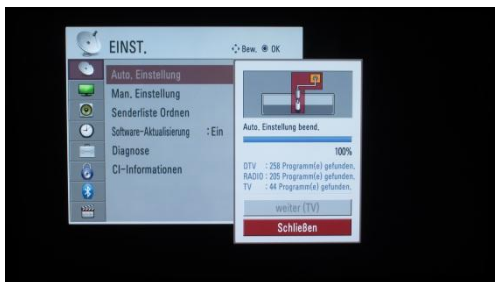 EINST.
Bew. OK
Auto. Einstellung
Man. Einstellung
Senderliste Ordnen
Software-Aktualisierung : Ein
Diagnose
CI-Informationen
Auto. Einstellung beend.
100%
DTV : 258 Programm(e) gefunden.
RADIO : 205 Programm(e) gefunden.
TV : 44 Programm(e) gefunden.
weiter (TV)
Schließen